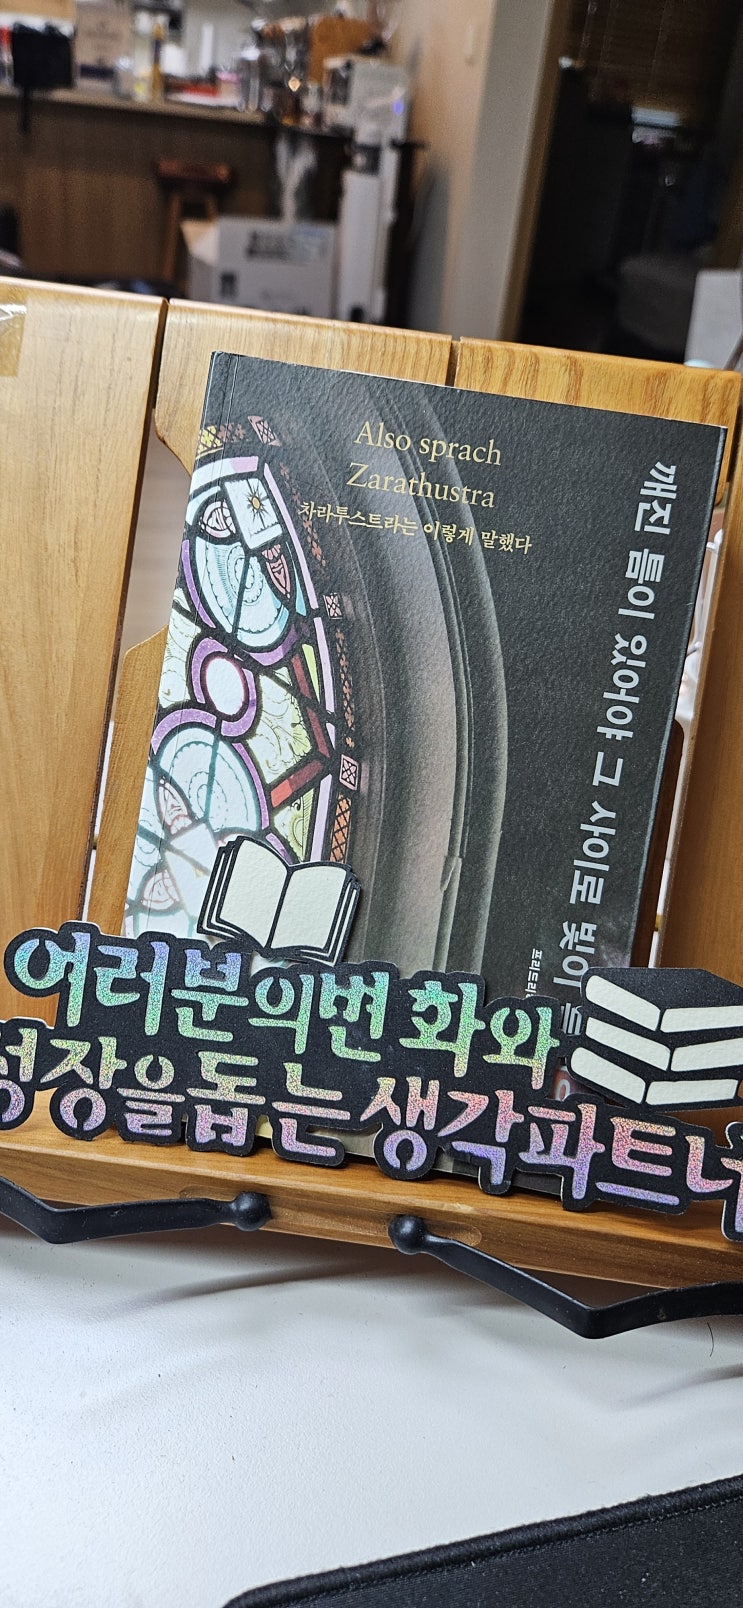 Also sprach
Zarathustra
차라투스트라는 이렇게 말했다
깨진 틈이 있어야 그 사이로 빛이
여러분의변화와
성장을돕는 생각파트너